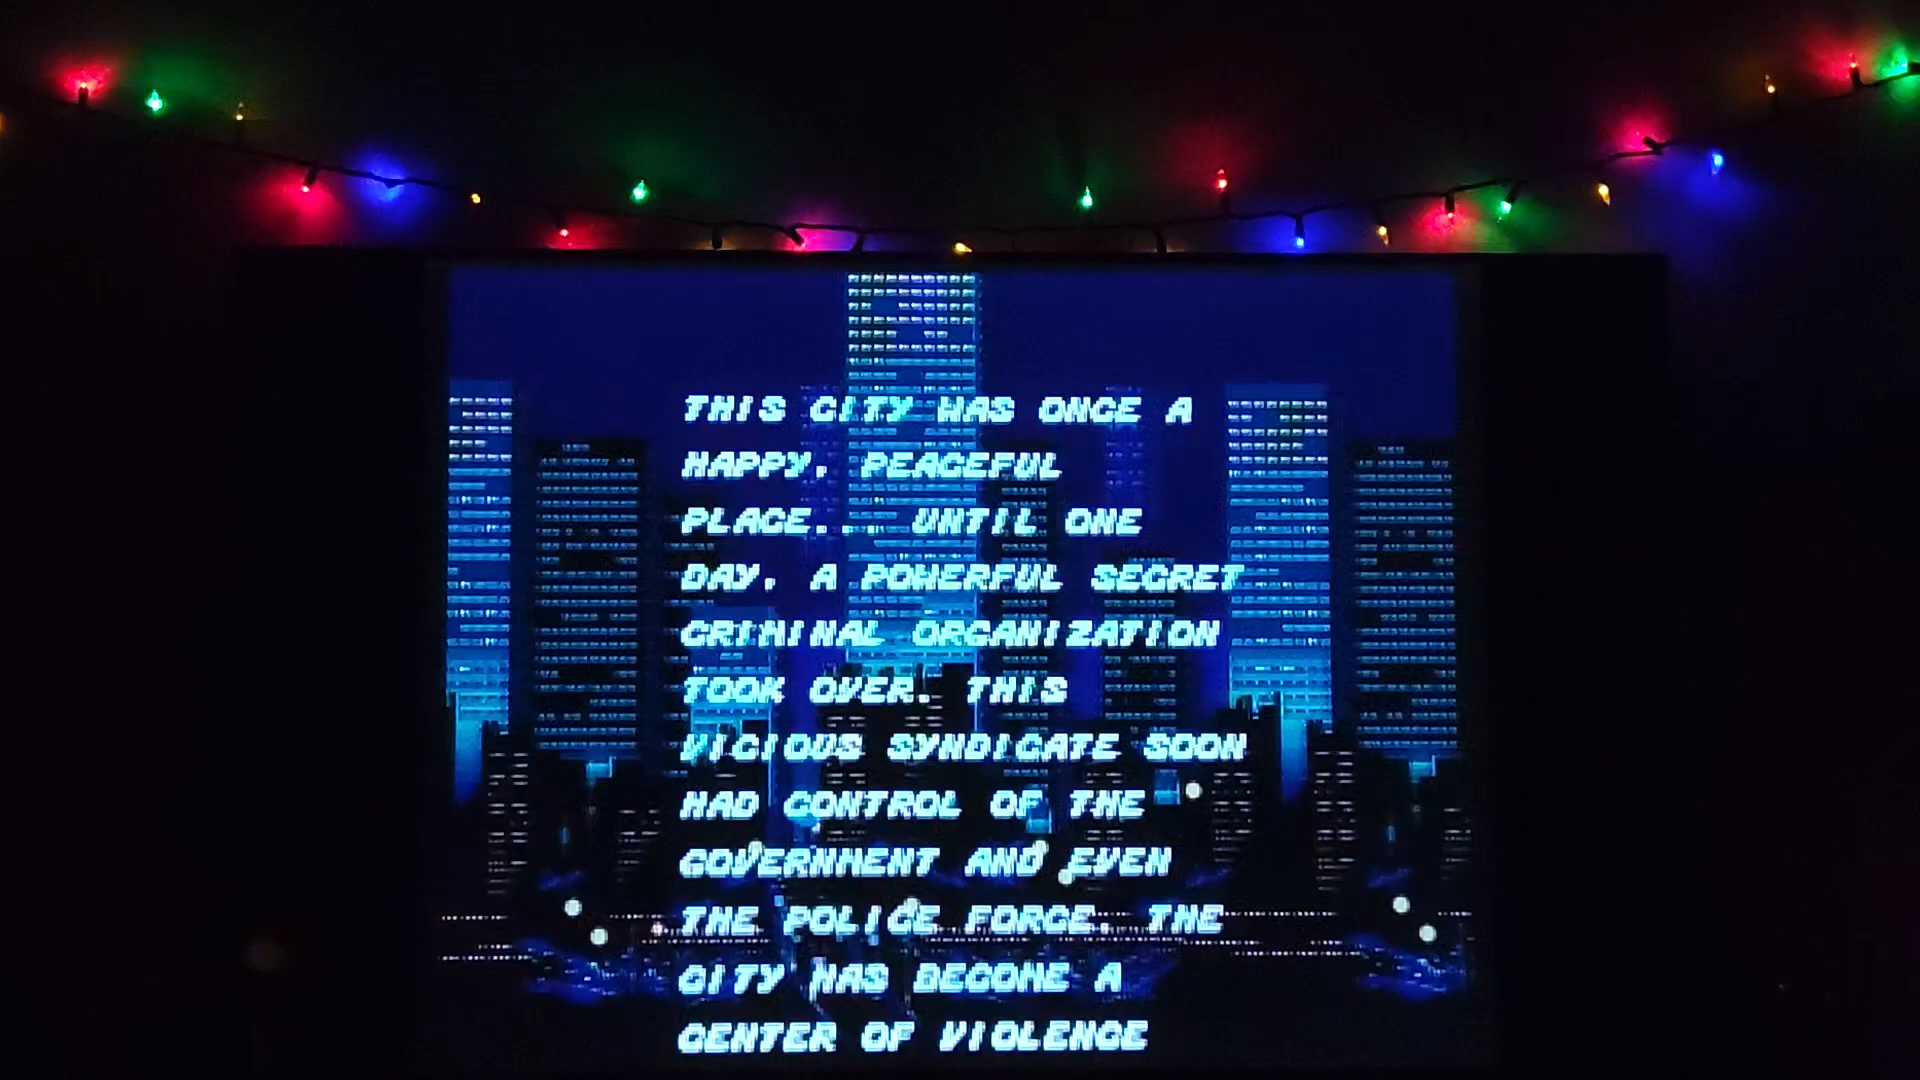 THIS CITY WAS ONCE A
HAPPY, PEACEFUL
PLACE... UNTIL ONE
DAY, A POWERFUL SECRET
CRIMINAL ORGANIZATION
TOOK OVER. THIS
VICIOUS SYNDICATE SOON
HAD CONTROL OF THE
GOVERNMENT AND EVEN
THE POLICE FORCE. THE
CITY HAS BECOME A
CENTER OF VIOLENCE